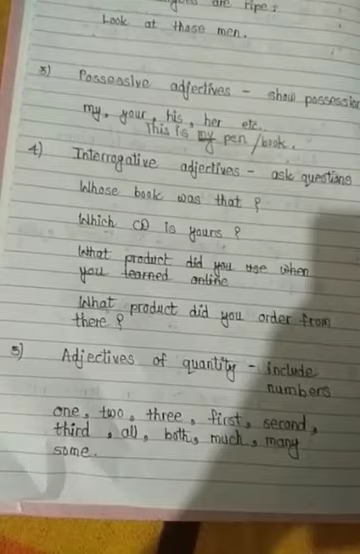 are ripe.
Look at those men.
3) Possessive adjectives - show possession
my, your, his, her etc.
This is my pen/book.
4) Interrogative adjectives - ask questions
Whose book was that ?
Which CD is yours ?
What product did you use when
you learned online
What product did you order from
there ?
5) Adjectives of quantity - include
numbers
one, two, three, first, second,
third , all, both, much, many
some.